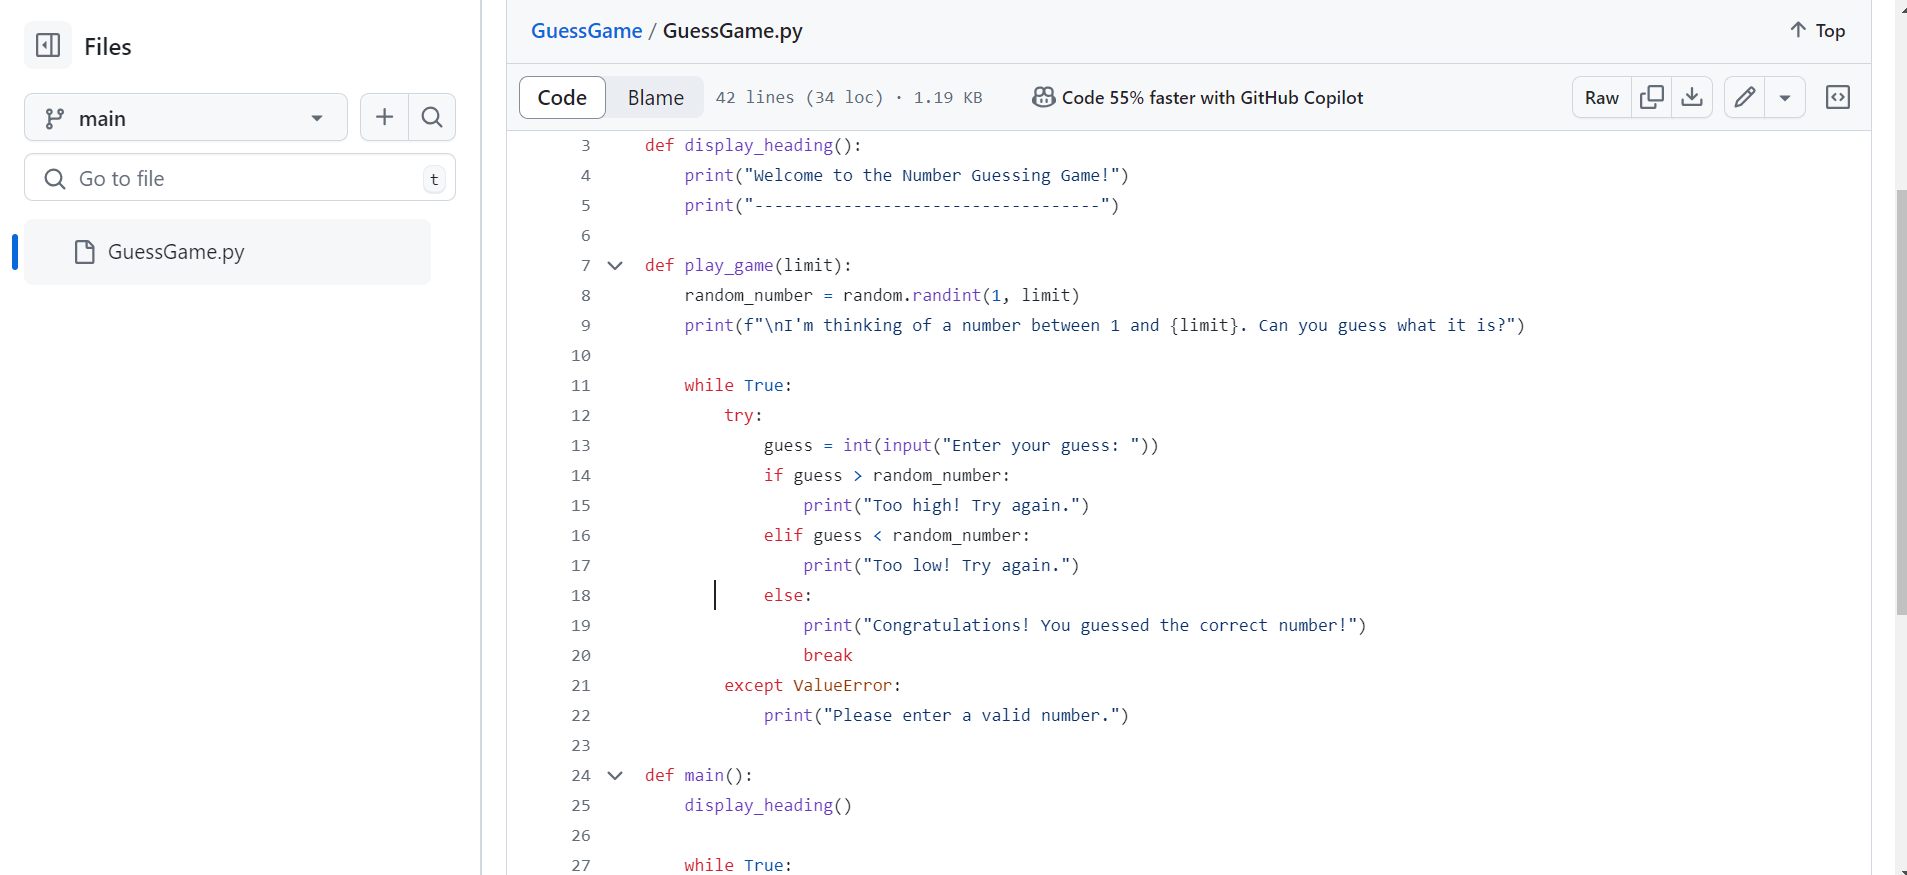 Files
main
Go to file t
GuessGame.py
GuessGame / GuessGame.py
Top
Code Blame 42 lines (34 loc) · 1.19 KB Code 55% faster with GitHub Copilot Raw
3 def display_heading():
4     print("Welcome to the Number Guessing Game!")
5     print("-----------------------------------")
6
7 def play_game(limit):
8     random_number = random.randint(1, limit)
9     print(f"\nI'm thinking of a number between 1 and {limit}. Can you guess what it is?")
10
11     while True:
12         try:
13             guess = int(input("Enter your guess: "))
14             if guess > random_number:
15                 print("Too high! Try again.")
16             elif guess < random_number:
17                 print("Too low! Try again.")
18             else:
19                 print("Congratulations! You guessed the correct number!")
20                 break
21         except ValueError:
22             print("Please enter a valid number.")
23
24 def main():
25     display_heading()
26
27     while True: